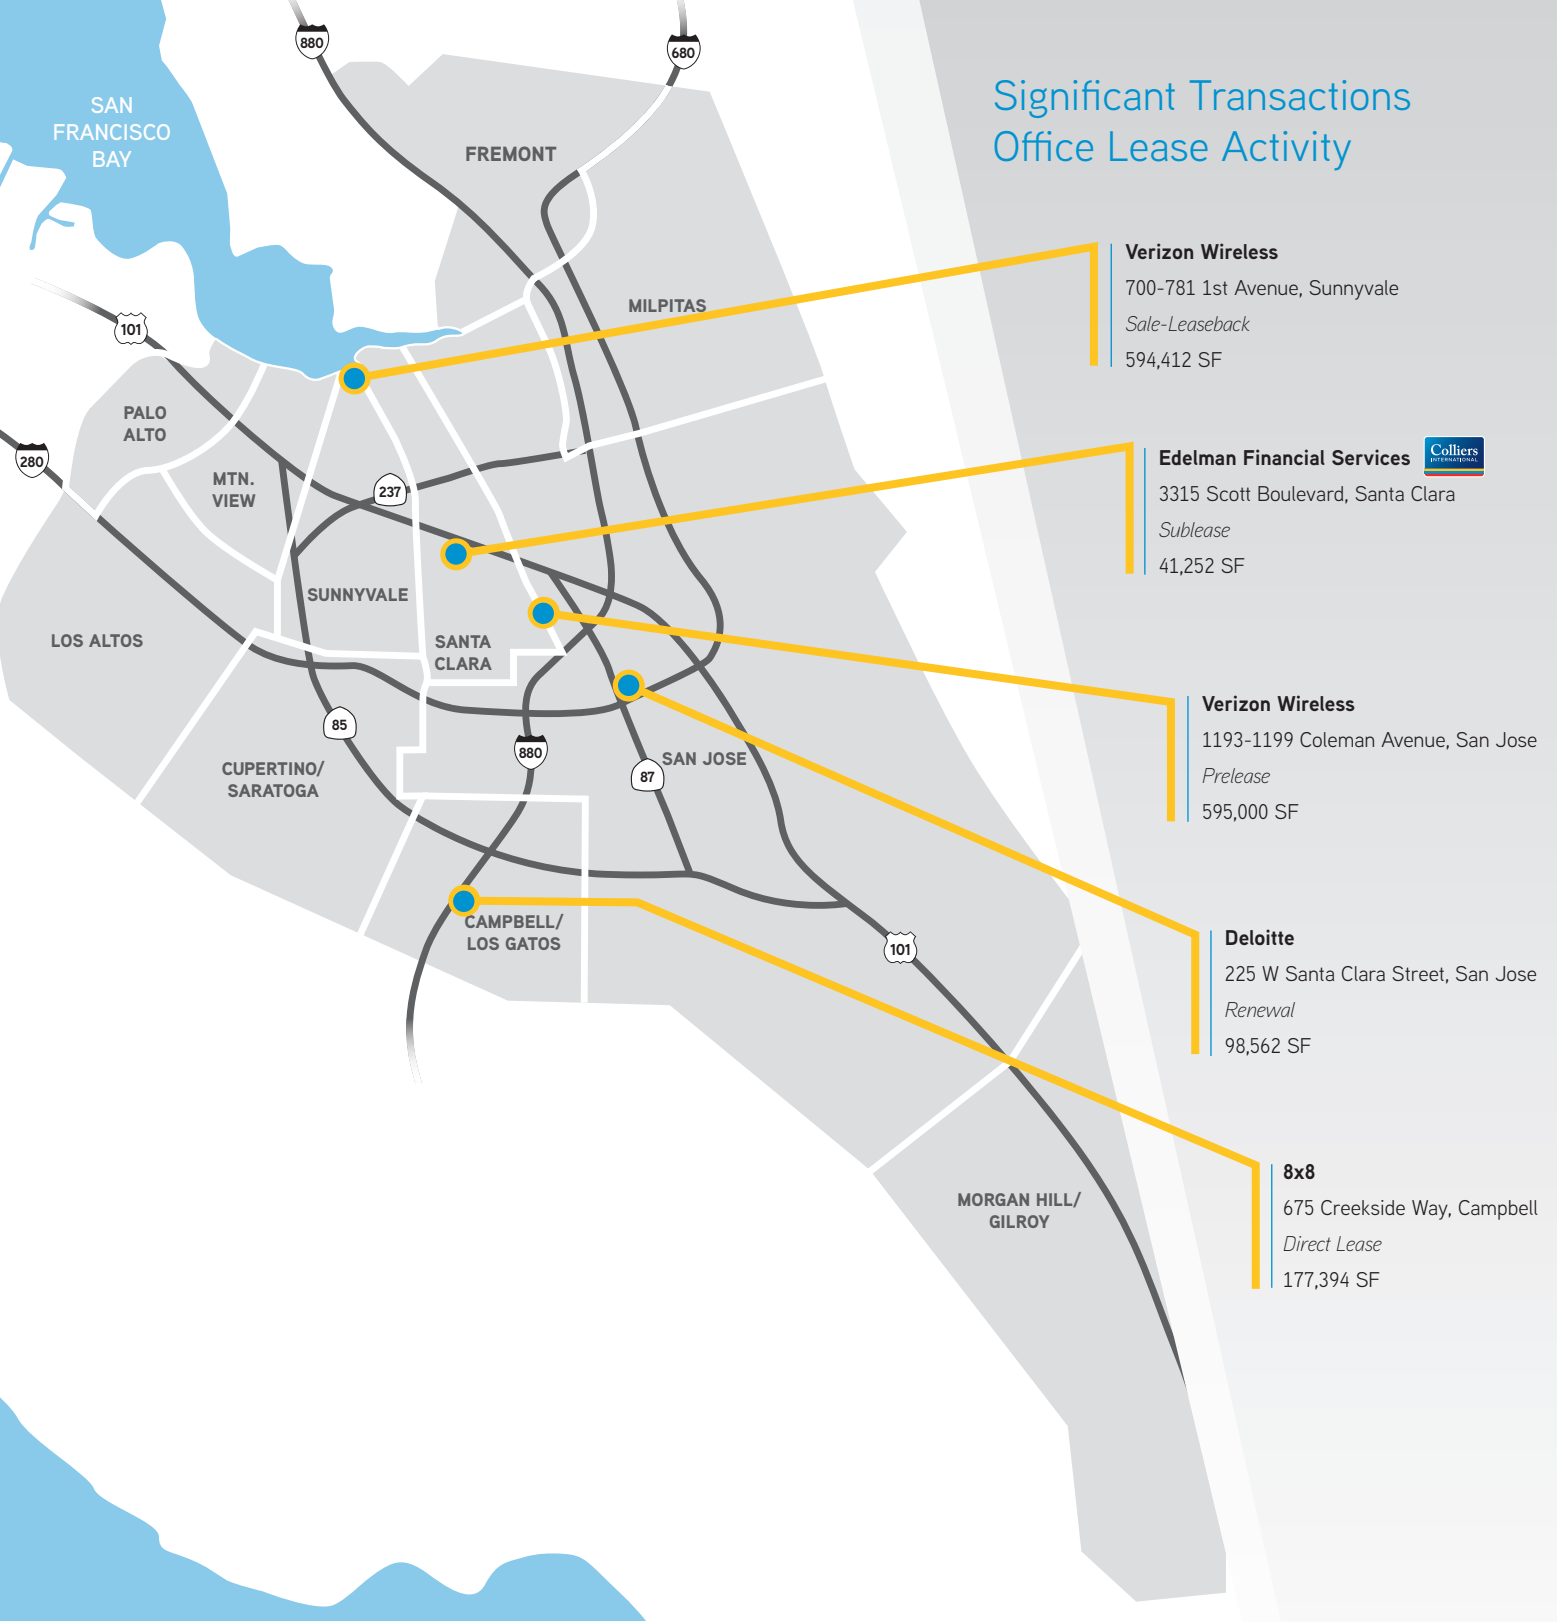 Significant Transactions
Office Lease Activity
880
680
SAN
FRANCISCO
BAY
FREMONT
MILPITAS
101
PALO
ALTO
280
MTN.
VIEW
237
SUNNYVALE
LOS ALTOS
SANTA
CLARA
85
880
87
SAN JOSE
CUPERTINO/
SARATOGA
CAMPBELL/
LOS GATOS
101
MORGAN HILL/
GILROY
Verizon Wireless
700-781 1st Avenue, Sunnyvale
Sale-Leaseback
594,412 SF
Edelman Financial Services
Colliers
INTERNATIONAL
3315 Scott Boulevard, Santa Clara
Sublease
41,252 SF
Verizon Wireless
1193-1199 Coleman Avenue, San Jose
Prelease
595,000 SF
Deloitte
225 W Santa Clara Street, San Jose
Renewal
98,562 SF
8x8
675 Creekside Way, Campbell
Direct Lease
177,394 SF